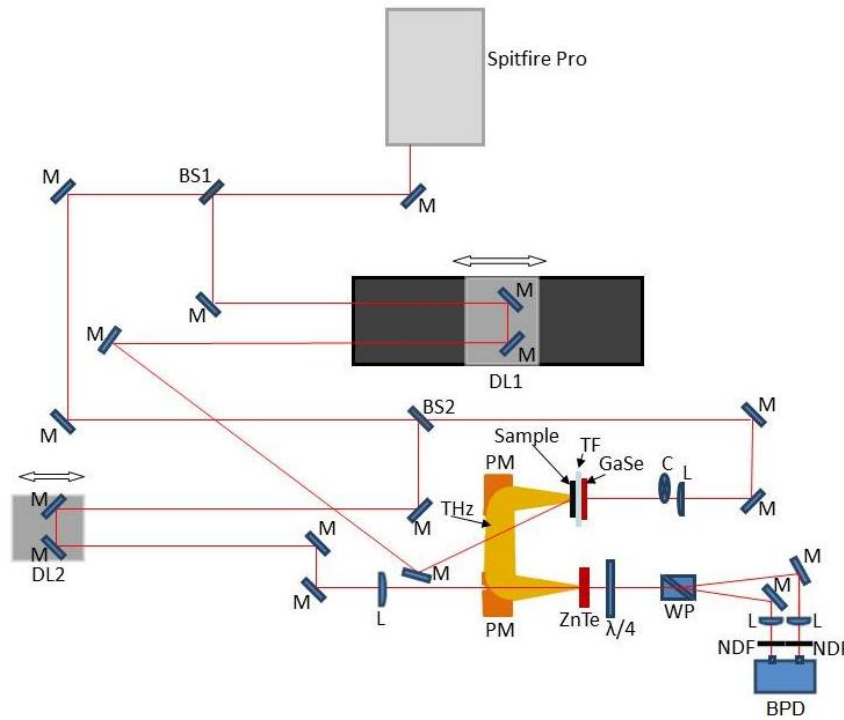 Spitfire Pro
M
BS1
M
M
M
M
M
DL1
M
BS2
M
M
Sample
TF
GaSe
C
L
PM
THz
M
M
M
M
M
DL2
M
M
L
M
PM
ZnTe
λ/4
WP
M
M
L
L
NDF
NDF
BPD